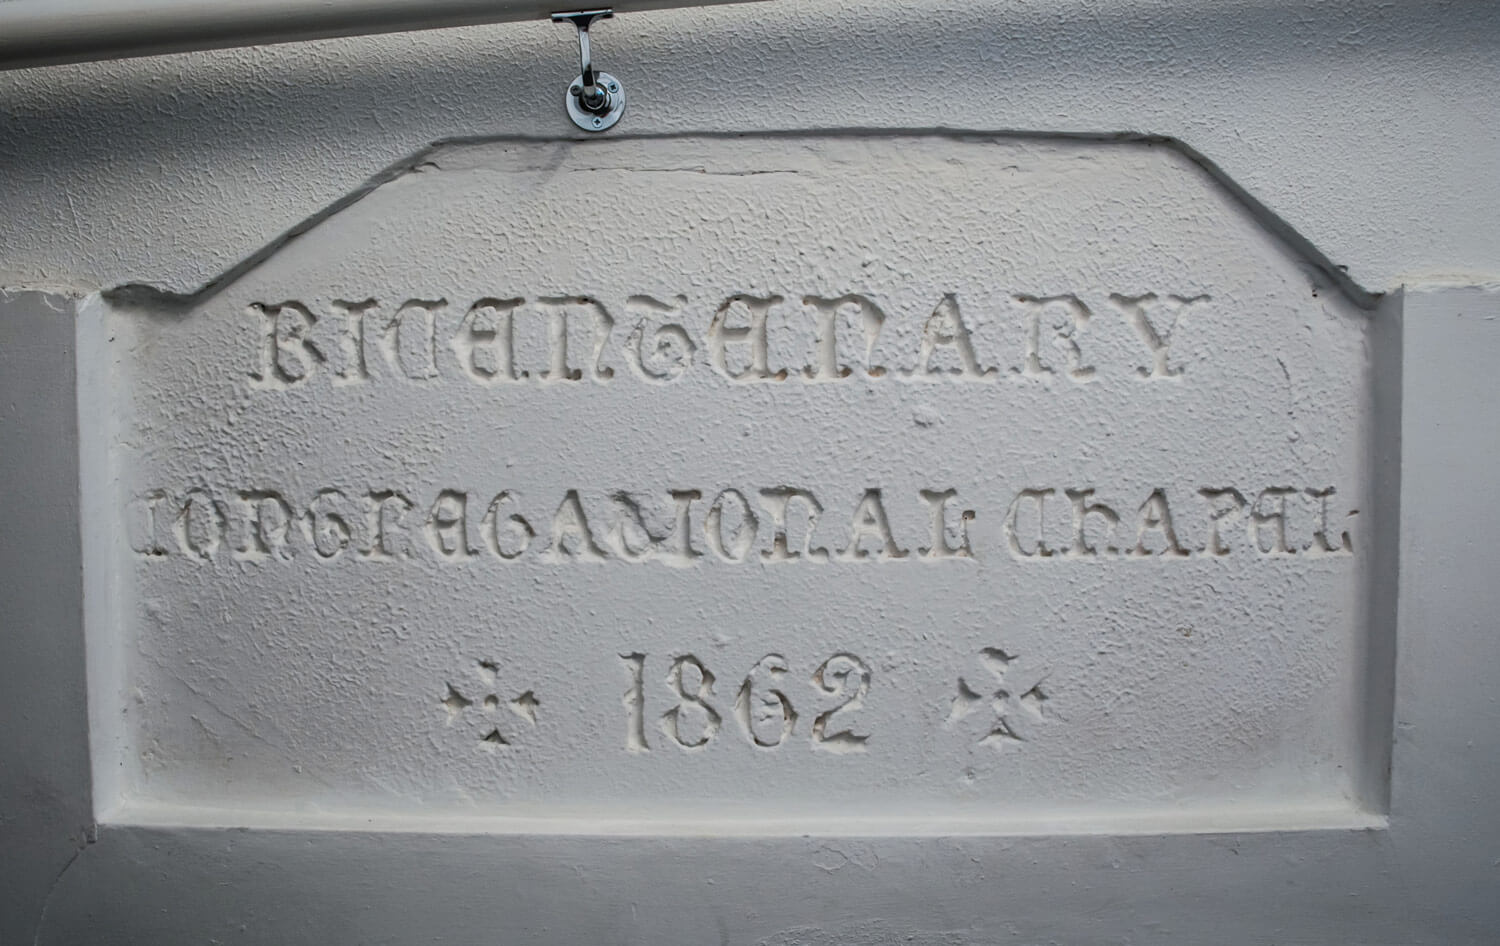 BICENTENARY
CONGREGATIONAL CHAPEL
1862